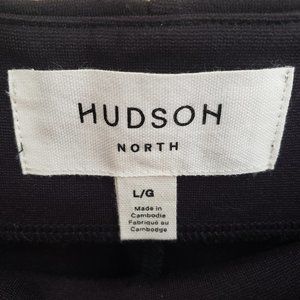 HUDSON
NORTH
L/G
Made in
Cambodia
Fabriqué au
Cambodge